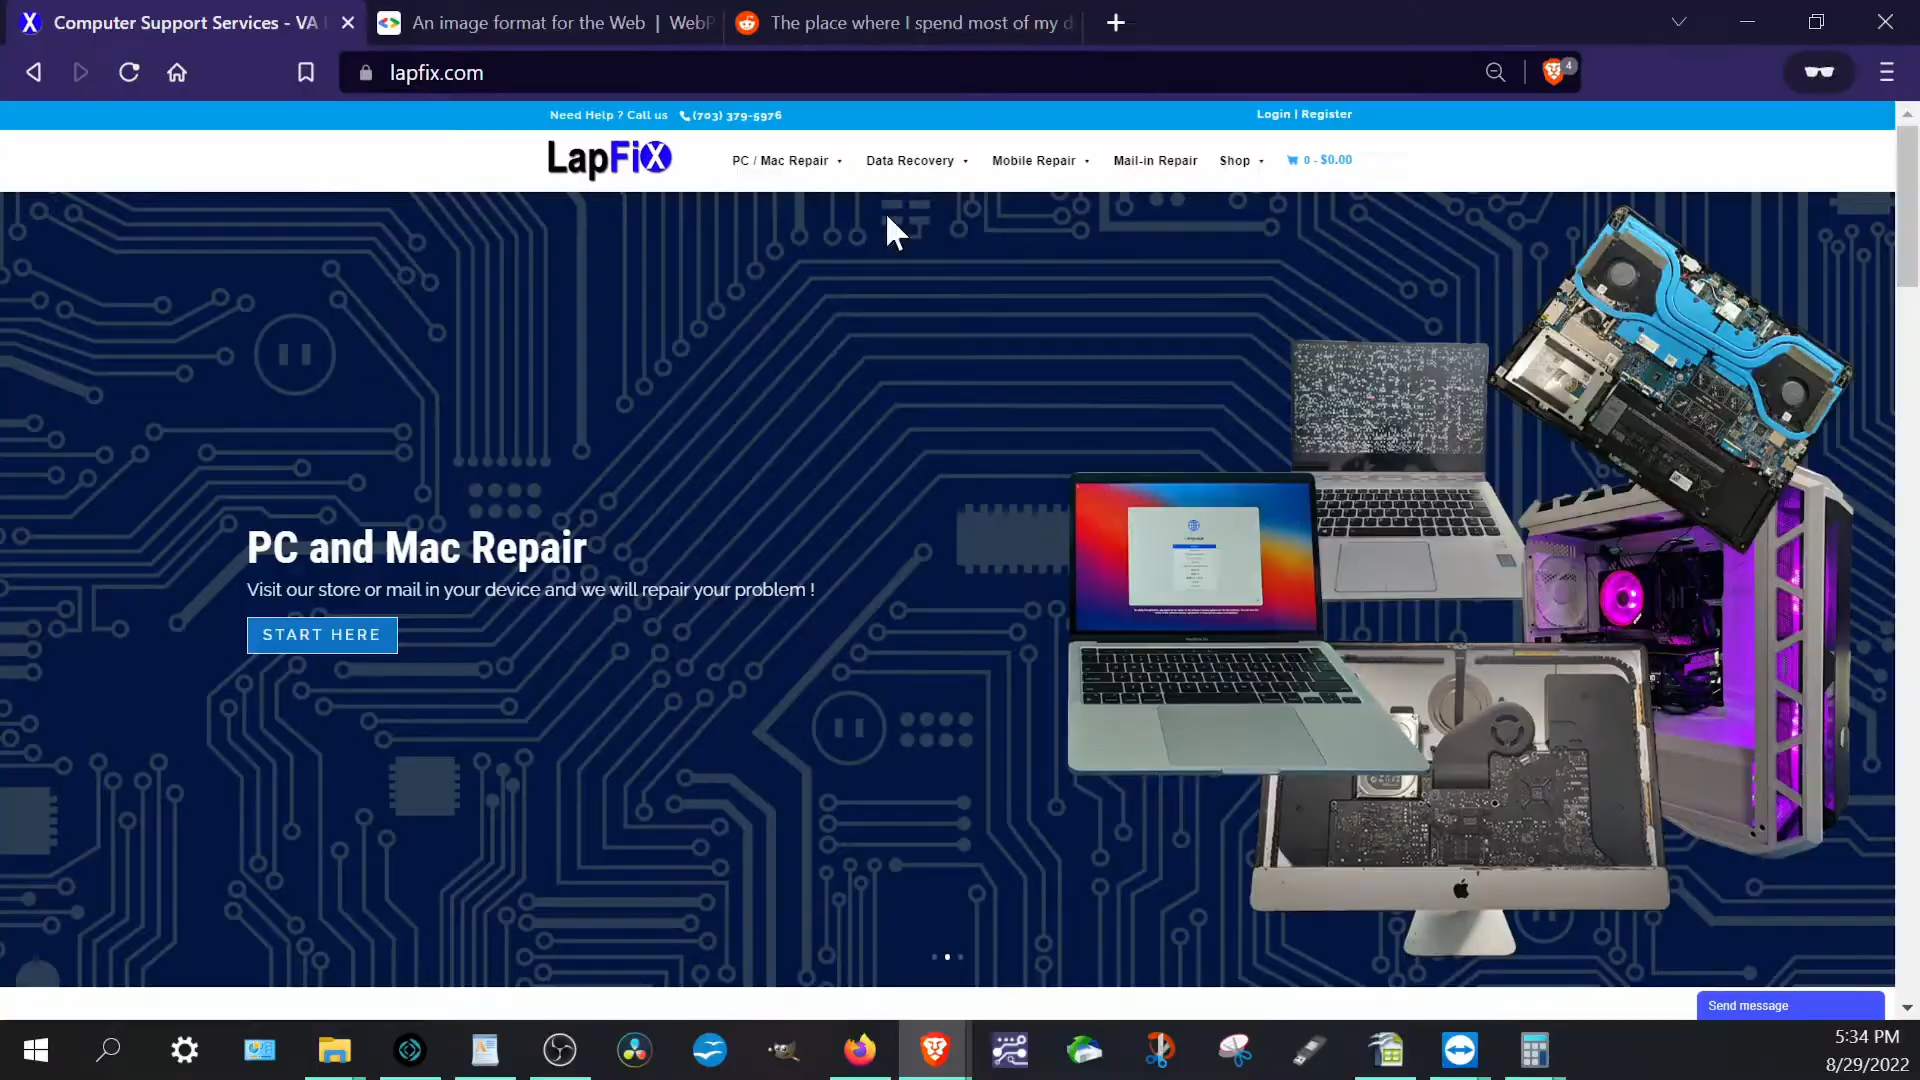 Computer Support Services - VA
An image format for the Web | WebP
The place where I spend most of my d
lapfix.com
4
Need Help ? Call us (703) 379-5976
Login | Register
LapFiX
PC / Mac Repair
Data Recovery
Mobile Repair
Mail-in Repair
Shop
0 - $0.00
PC and Mac Repair
Visit our store or mail in your device and we will repair your problem !
START HERE
Language
Send message
5:34 PM
8/29/2022